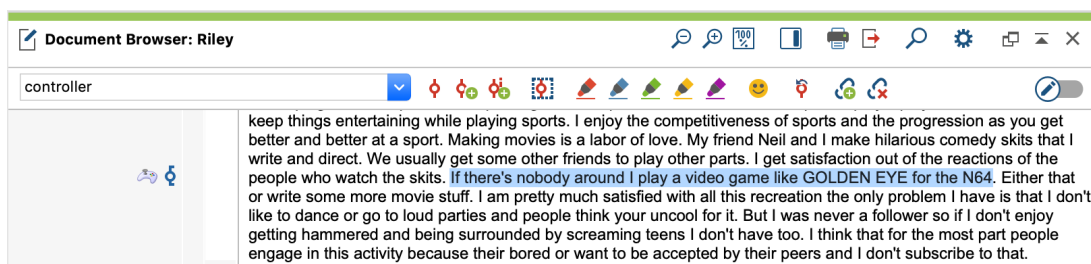 Document Browser: Riley
100
%
controller
keep things entertaining while playing sports. I enjoy the competitiveness of sports and the progression as you get
better and better at a sport. Making movies is a labor of love. My friend Neil and I make hilarious comedy skits that I
write and direct. We usually get some other friends to play other parts. I get satisfaction out of the reactions of the
people who watch the skits. If there's nobody around I play a video game like GOLDEN EYE for the N64. Either that
or write some more movie stuff. I am pretty much satisfied with all this recreation the only problem I have is that I don't
like to dance or go to loud parties and people think your uncool for it. But I was never a follower so if I don't enjoy
getting hammered and being surrounded by screaming teens I don't have too. I think that for the most part people
engage in this activity because their bored or want to be accepted by their peers and I don't subscribe to that.